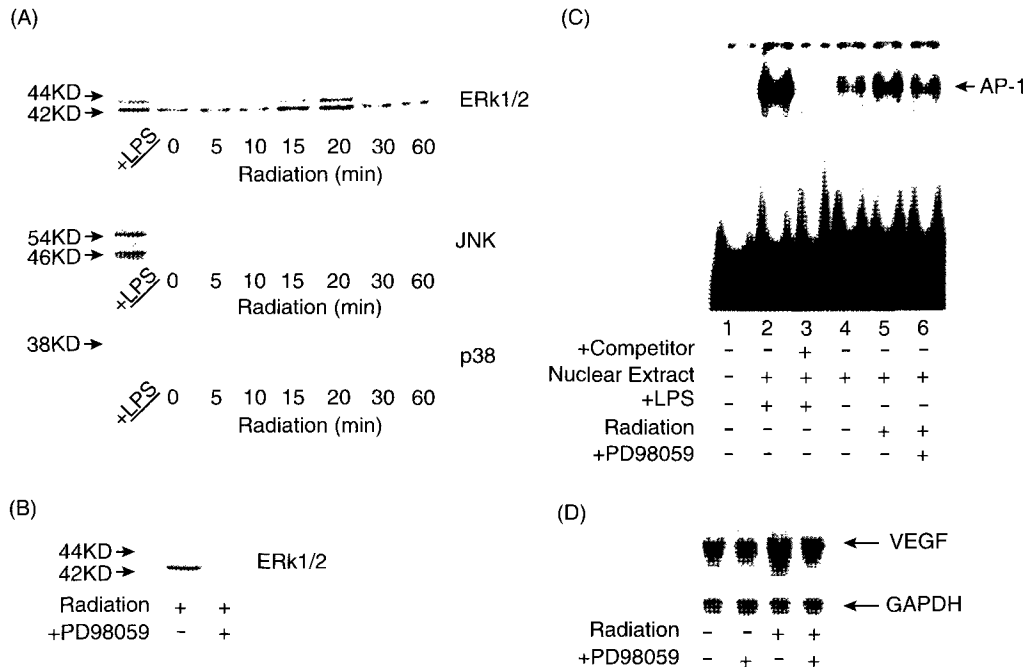 (A)
44KD
42KD
ERk1/2
+LPS 0 5 10 15 20 30 60
Radiation (min)
54KD
46KD
JNK
+LPS 0 5 10 15 20 30 60
Radiation (min)
38KD
p38
+LPS 0 5 10 15 20 30 60
Radiation (min)
(B)
44KD
42KD
ERk1/2
Radiation + +
+PD98059 - +
(C)
AP-1
1 2 3 4 5 6
+Competitor - - + - - -
Nuclear Extract - + + + + +
+LPS - + + - - -
Radiation - - - - + +
+PD98059 - - - - - +
(D)
VEGF
GAPDH
Radiation - - + +
+PD98059 - + - +